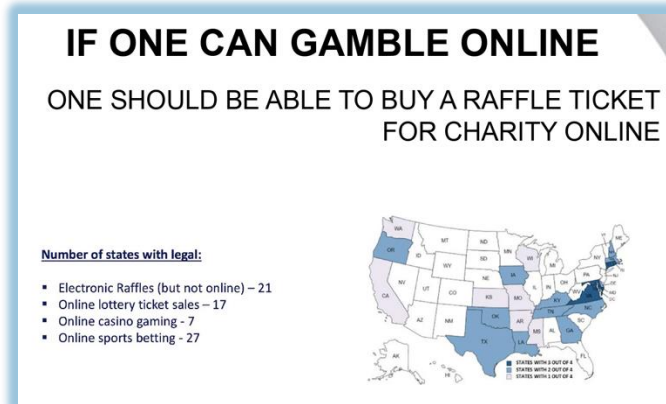 IF ONE CAN GAMBLE ONLINE
ONE SHOULD BE ABLE TO BUY A RAFFLE TICKET
FOR CHARITY ONLINE
Number of states with legal:
▪ Electronic Raffles (but not online) – 21
▪ Online lottery ticket sales – 17
▪ Online casino gaming - 7
▪ Online sports betting - 27
WA
MT
ND
OR
ID
SD
MN
WI
WY
NE
IA
NV
UT
CO
KS
MO
CA
AZ
NM
OK
AR
TX
LA
MS
AL
GA
TN
KY
NC
SC
FL
IL
IN
OH
WV
PA
NY
MI
ME
AK
HI
STATES WITH 3 OUT OF 4
STATES WITH 2 OUT OF 4
STATES WITH 1 OUT OF 4